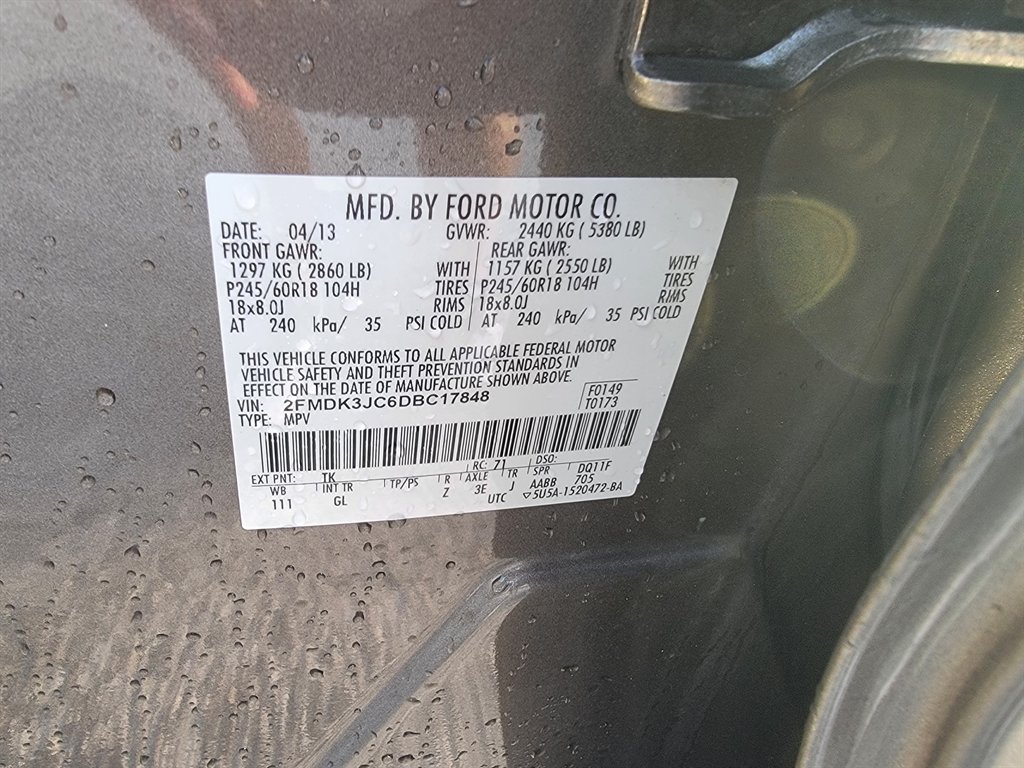 MFD. BY FORD MOTOR CO.
DATE: 04/13 GVWR: 2440 KG ( 5380 LB)
FRONT GAWR: REAR GAWR:
1297 KG ( 2860 LB) WITH 1157 KG ( 2550 LB) WITH
P245/60R18 104H TIRES P245/60R18 104H TIRES
18x8.0J RIMS 18x8.0J RIMS
AT 240 kPa/ 35 PSI COLD AT 240 kPa/ 35 PSI COLD
THIS VEHICLE CONFORMS TO ALL APPLICABLE FEDERAL MOTOR
VEHICLE SAFETY AND THEFT PREVENTION STANDARDS IN
EFFECT ON THE DATE OF MANUFACTURE SHOWN ABOVE.
VIN: 2FMDK3JC6DBC17848 F0149
TYPE: MPV T0173
EXT PNT: TK RC: 71 DSO: DQ11F
WB INT TR TP/PS R AXLE TR SPR 705
111 GL Z 3E J AABB
UTC ▽5U5A-1520472-BA